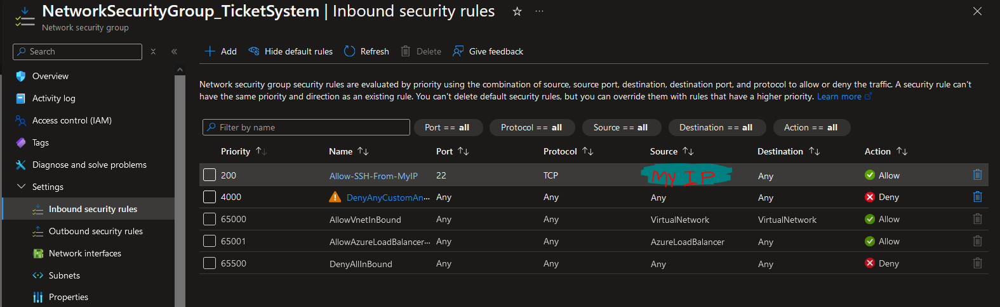 NetworkSecurityGroup_TicketSystem | Inbound security rules ☆ ···
Network security group
Search
Add Hide default rules Refresh Delete Give feedback
Overview
Activity log
Access control (IAM)
Tags
Diagnose and solve problems
Settings
Inbound security rules
Outbound security rules
Network interfaces
Subnets
Properties
Network security group security rules are evaluated by priority using the combination of source, source port, destination, destination port, and protocol to allow or deny the traffic. A security rule can't
have the same priority and direction as an existing rule. You can't delete default security rules, but you can override them with rules that have a higher priority. Learn more
Filter by name Port == all Protocol == all Source == all Destination == all Action == all
Priority ↑↓ Name ↑↓ Port ↑↓ Protocol ↑↓ Source ↑↓ Destination ↑↓ Action ↑↓
200 Allow-SSH-From-MyIP 22 TCP My IP Any Allow
4000 DenyAnyCustomAn... Any Any Any Any Deny
65000 AllowVnetInBound Any Any VirtualNetwork VirtualNetwork Allow
65001 AllowAzureLoadBalancer... Any Any AzureLoadBalancer Any Allow
65500 DenyAllInBound Any Any Any Any Deny